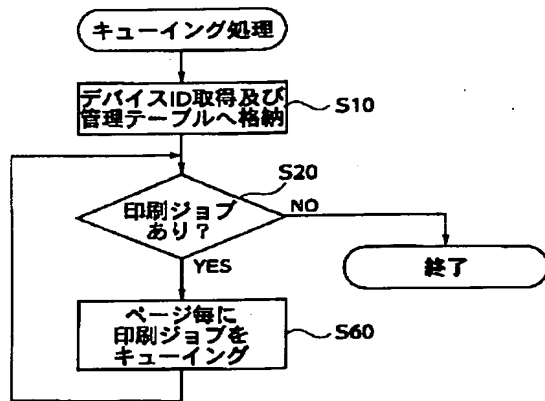 キューイング処理
デバイスID取得及び
管理テーブルへ格納
S10
S20
印刷ジョブ
あり？
NO
YES
終了
ページ毎に
印刷ジョブを
キューイング
S60